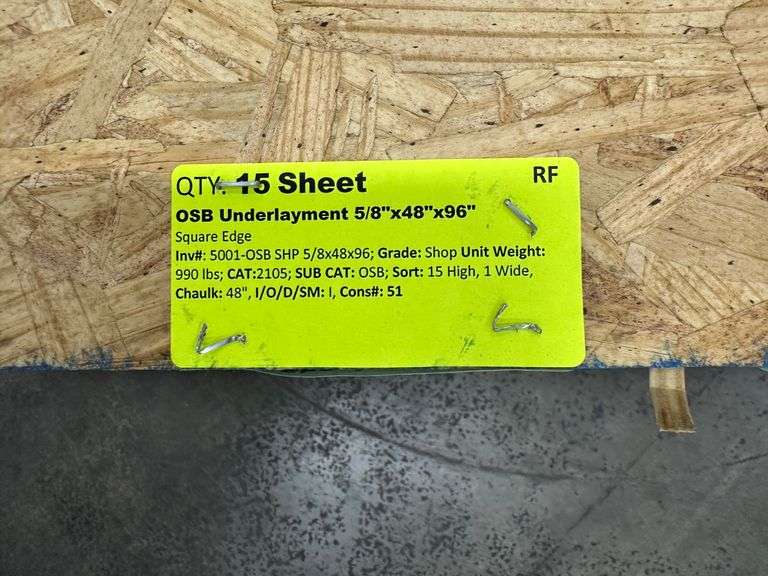 QTY: 15 Sheet RF
OSB Underlayment 5/8"x48"x96"
Square Edge
Inv#: 5001-OSB SHP 5/8x48x96; Grade: Shop Unit Weight:
990 lbs; CAT:2105; SUB CAT: OSB; Sort: 15 High, 1 Wide,
Chaulk: 48", I/O/D/SM: I, Cons#: 51